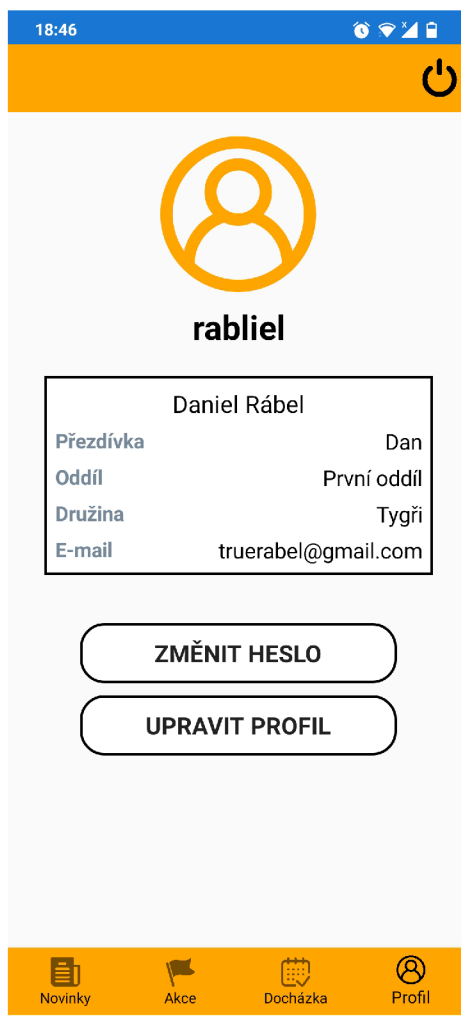 18:46
rabliel
Daniel Rábel
Přezdívka Dan
Oddíl První oddíl
Družina Tygři
E-mail truerabel@gmail.com
ZMĚNIT HESLO
UPRAVIT PROFIL
Novinky Akce Docházka Profil